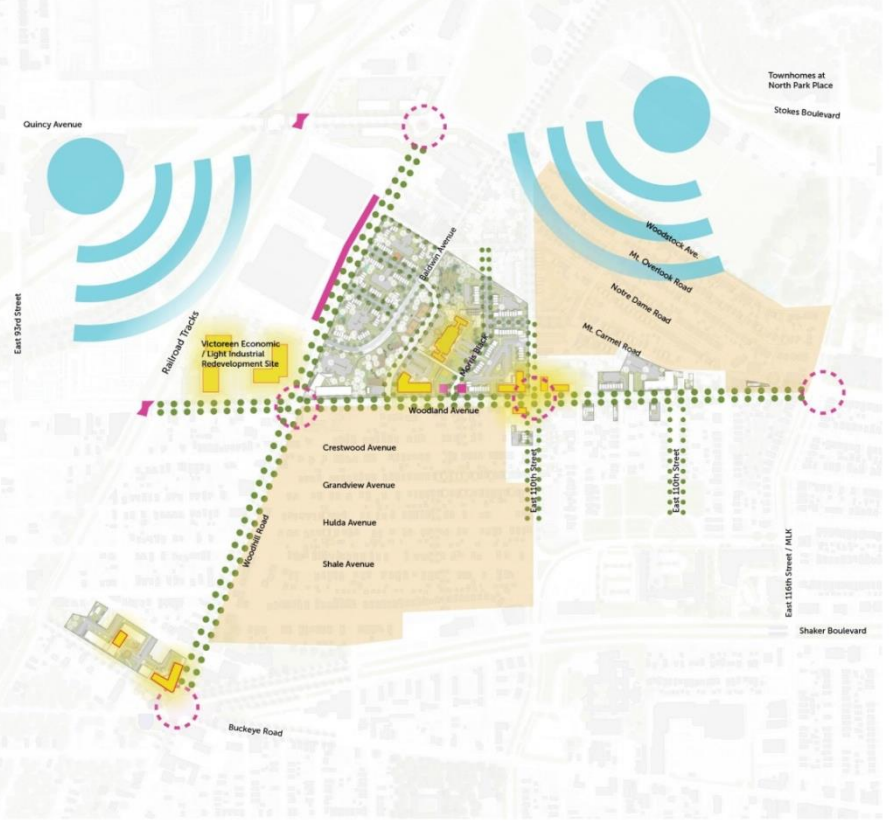 Townhomes at
North Park Place
Stokes Boulevard
Quincy Avenue
Woodstock Ave.
Baldwin Avenue
Mt. Overlook Road
Notre Dame Road
East 93rd Street
Railroad Tracks
Mt. Carmel Road
Victoreen Economic
/ Light Industrial
Redevelopment Site
Woodland Avenue
Crestwood Avenue
East 110th Street
East 110th Street
Grandview Avenue
Hulda Avenue
Woodhill Road
Shale Avenue
East 116th Street / MLK
Shaker Boulevard
Buckeye Road